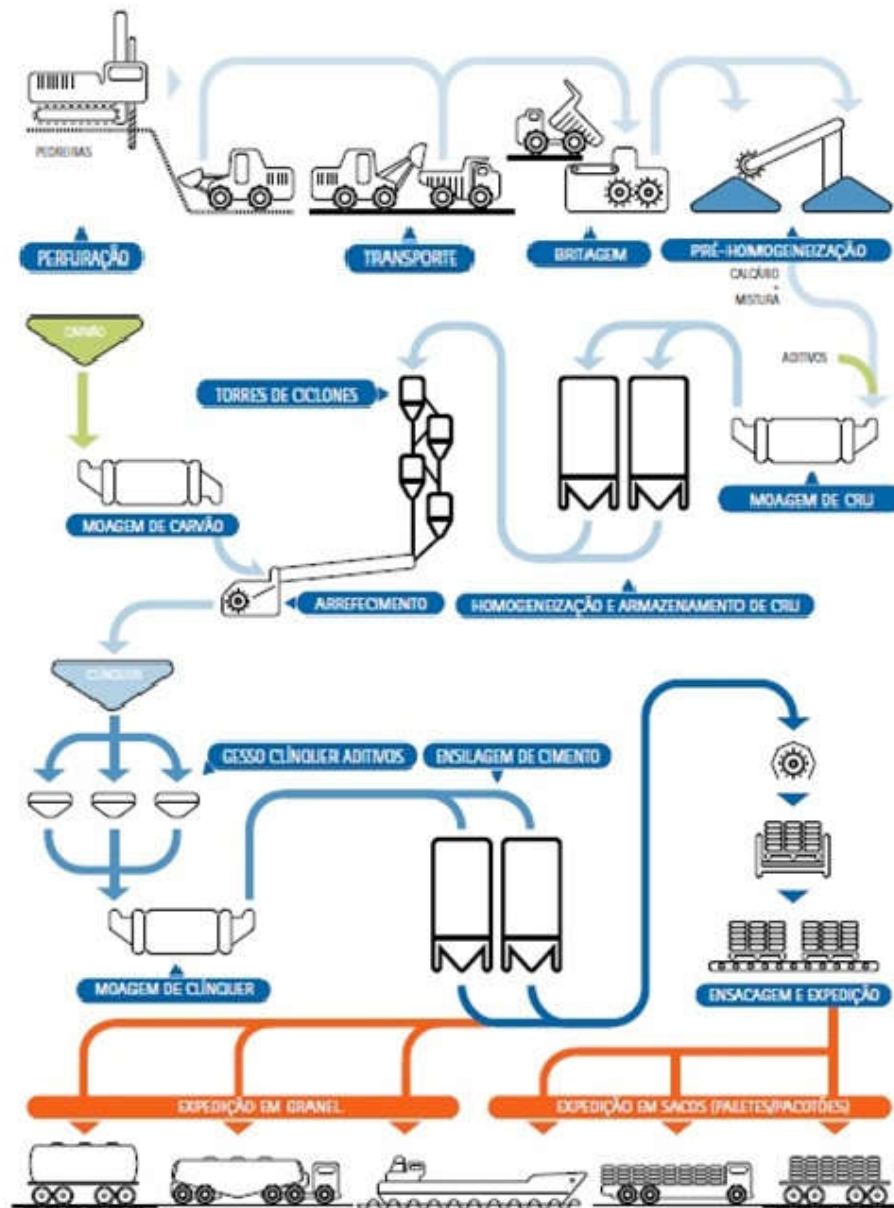 PEDREIRAS
PERFURAÇÃO
TRANSPORTE
BRITAGEM
PRÉ-HOMOGENEIZAÇÃO
CALCÁRIO
+
MISTURA
CARVÃO
ADITIVOS
TORRES DE CICLONES
MOAGEM DE CRU
MOAGEM DE CARVÃO
ARREFECIMENTO
HOMOGENEIZAÇÃO E ARMAZENAMENTO DE CRU
CLÍNQUER
GESSO CLÍNQUER ADITIVOS
ENSILAGEM DE CIMENTO
MOAGEM DE CLÍNQUER
ENSACAGEM E EXPEDIÇÃO
EXPEDIÇÃO EM GRANEL
EXPEDIÇÃO EM SACOS (PALETES/PACOTÕES)